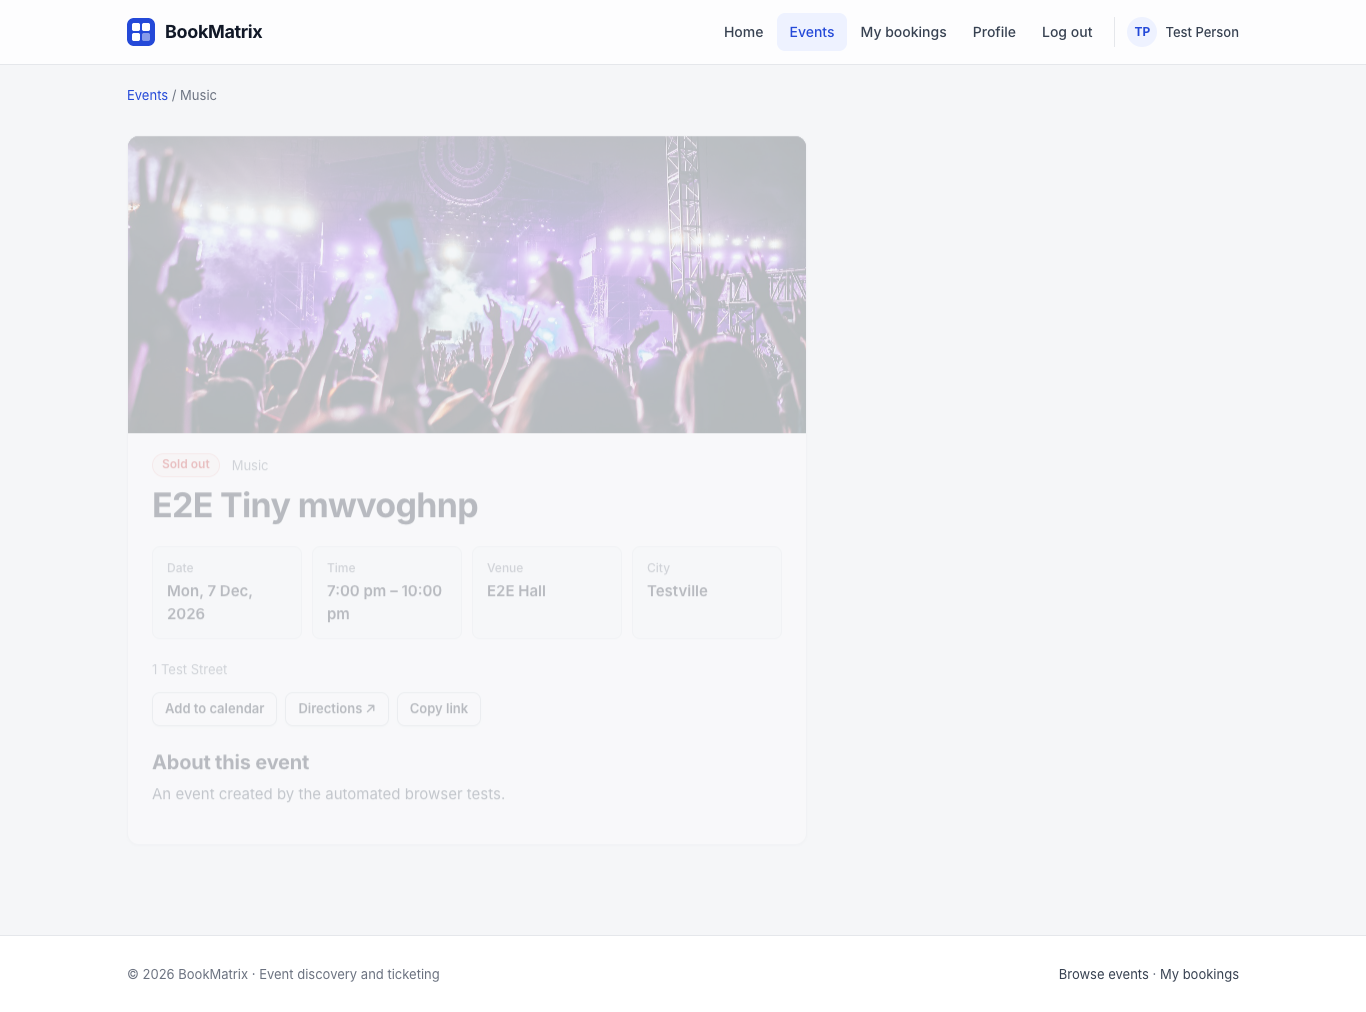 BookMatrix
Home
Events
My bookings
Profile
Log out
TP
Test Person
Events / Music
Sold out
Music
E2E Tiny mwvoghnp
Date
Mon, 7 Dec,
2026
Time
7:00 pm – 10:00
pm
Venue
E2E Hall
City
Testville
1 Test Street
Add to calendar
Directions ↗
Copy link
About this event
An event created by the automated browser tests.
© 2026 BookMatrix · Event discovery and ticketing
Browse events · My bookings